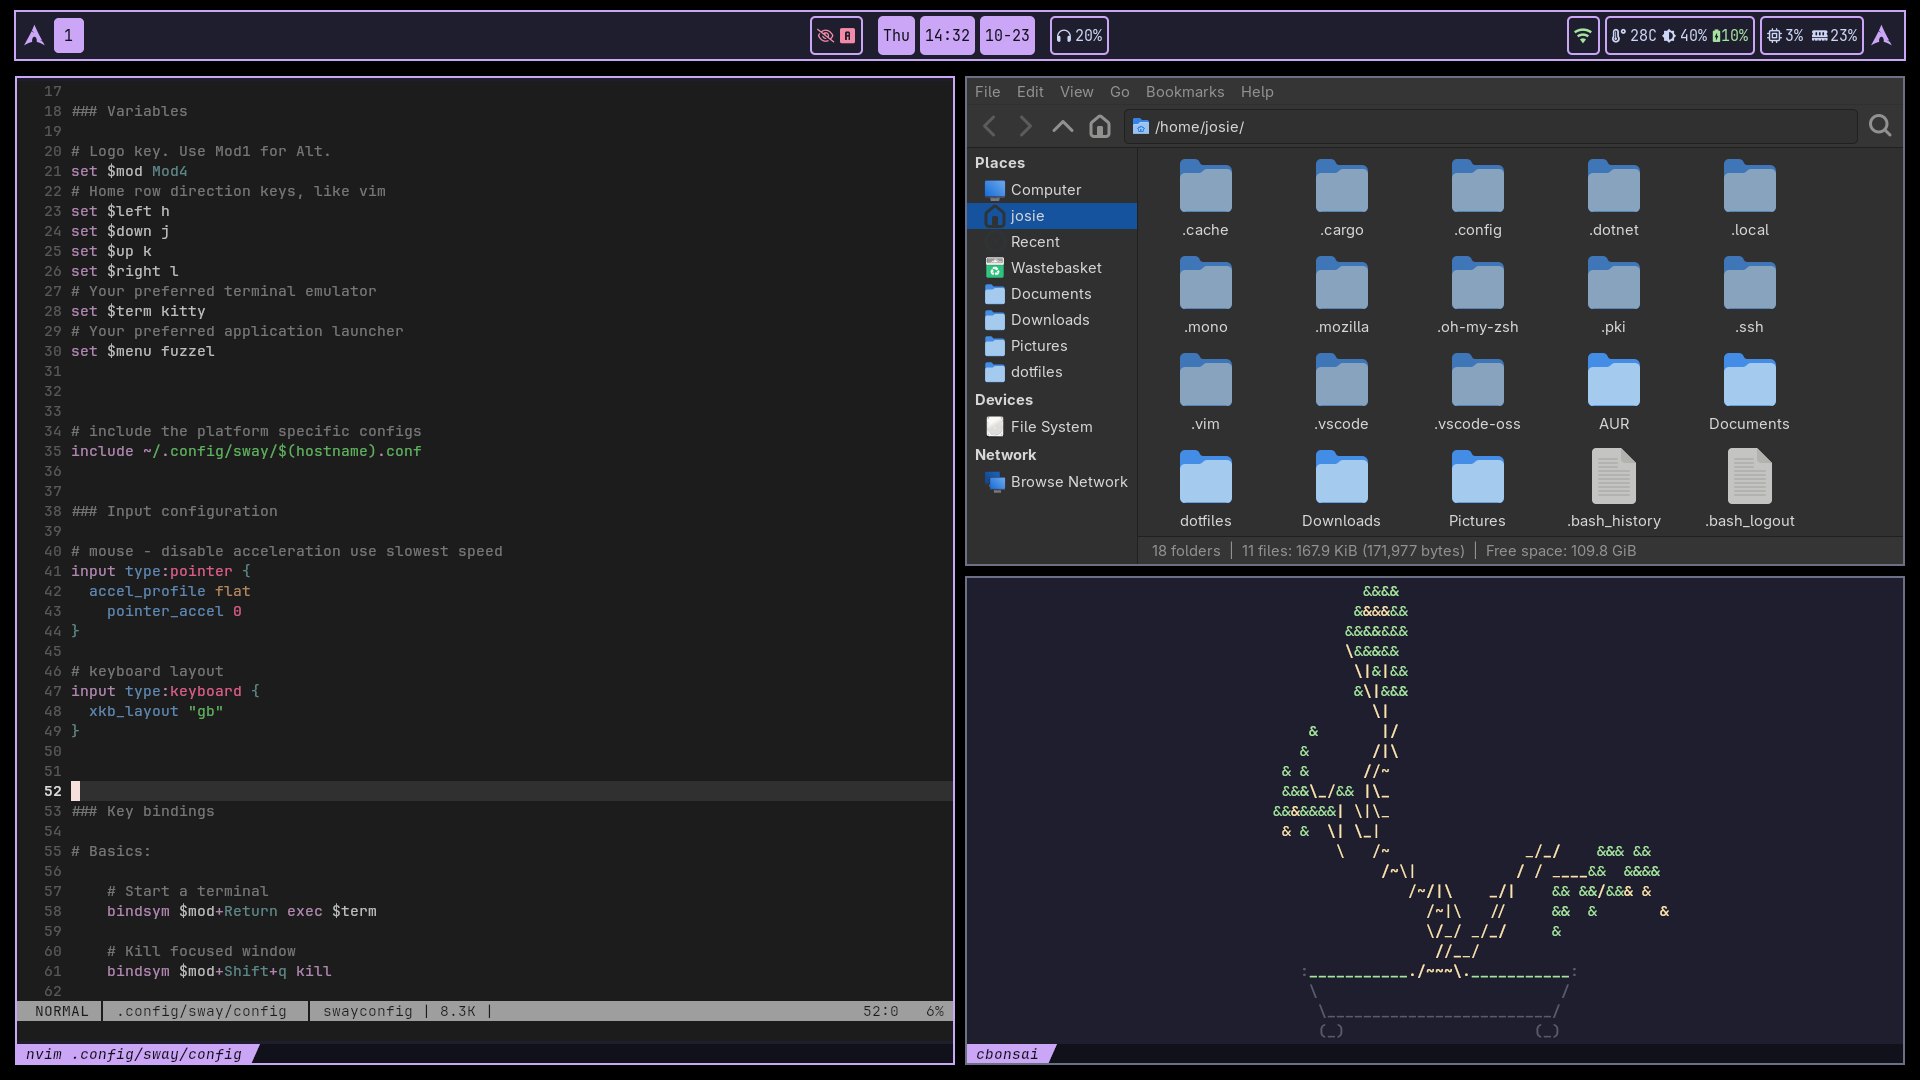 1
A
Thu 14:32 10-23
20%
28C 40% 10%
3% 23%
17
18 ### Variables
19
20 # Logo key. Use Mod1 for Alt.
21 set $mod Mod4
22 # Home row direction keys, like vim
23 set $left h
24 set $down j
25 set $up k
26 set $right l
27 # Your preferred terminal emulator
28 set $term kitty
29 # Your preferred application launcher
30 set $menu fuzzel
31
32
33
34 # include the platform specific configs
35 include ~/.config/sway/$(hostname).conf
36
37
38 ### Input configuration
39
40 # mouse - disable acceleration use slowest speed
41 input type:pointer {
42   accel_profile flat
43     pointer_accel 0
44 }
45
46 # keyboard layout
47 input type:keyboard {
48   xkb_layout "gb"
49 }
50
51
52
53 ### Key bindings
54
55 # Basics:
56
57     # Start a terminal
58     bindsym $mod+Return exec $term
59
60     # Kill focused window
61     bindsym $mod+Shift+q kill
62
NORMAL .config/sway/config swayconfig | 8.3K | 52:0 6%
nvim .config/sway/config
File Edit View Go Bookmarks Help
/home/josie/
Places
Computer
josie
Recent
Wastebasket
Documents
Downloads
Pictures
dotfiles
Devices
File System
Network
Browse Network
.cache .cargo .config .dotnet .local
.mono .mozilla .oh-my-zsh .pki .ssh
.vim .vscode .vscode-oss AUR Documents
dotfiles Downloads Pictures .bash_history .bash_logout
18 folders | 11 files: 167.9 KiB (171,977 bytes) | Free space: 109.8 GiB
cbonsai